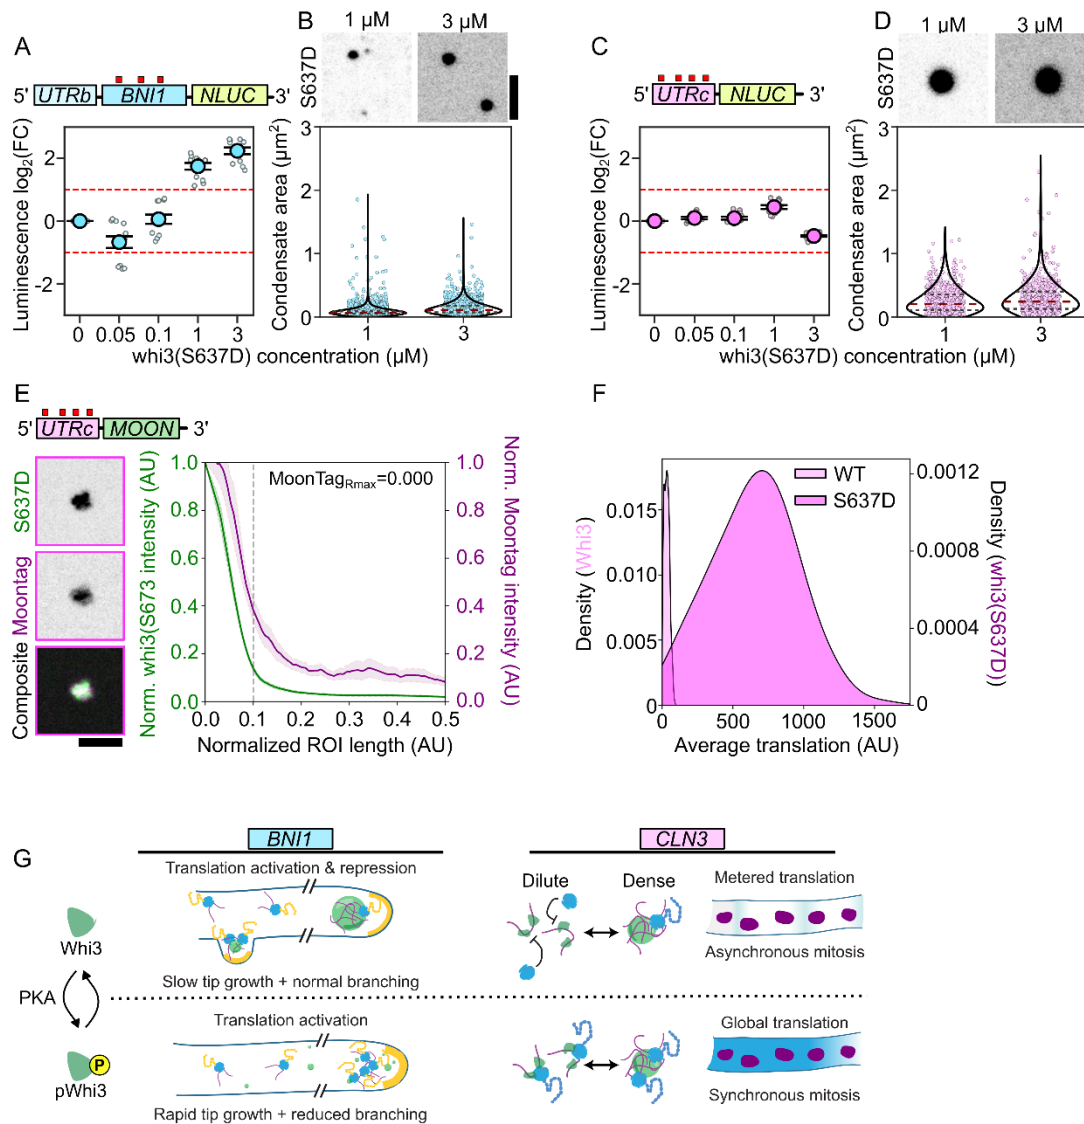 A
5'
UTRb
BNI1
NLUC
3'
Luminescence log2(FC)
2
0
-2
0
0.05
0.1
1
3
whi3(S637D) concentration (µM)
B
1 µM
3 µM
S637D
Condensate area (µm2)
3
2
1
0
1
3
C
5'
UTRc
NLUC
3'
Luminescence log2(FC)
2
0
-2
0
0.05
0.1
1
3
whi3(S637D) concentration (µM)
D
1 µM
3 µM
S637D
Condensate area (µm2)
3
2
1
0
1
3
E
5'
UTRc
MOON
3'
S637D
Moontag
Composite
Norm. whi3(S673 intensity (AU)
1.0
0.8
0.6
0.4
0.2
0.0
MoonTagRmax=0.000
1.0
0.8
0.6
0.4
0.2
0.0
Norm. Moontag intensity (AU)
0.0
0.1
0.2
0.3
0.4
0.5
Normalized ROI length (AU)
F
Density (Whi3)
0.015
0.010
0.005
0.000
WT
S637D
0.0012
0.0008
0.0004
0
Density (whi3(S637D))
0
500
1000
1500
Average translation (AU)
G
BNI1
CLN3
Translation activation & repression
Dilute
Dense
Metered translation
Whi3
Asynchronous mitosis
Slow tip growth + normal branching
PKA
Translation activation
Global translation
P
pWhi3
Synchronous mitosis
Rapid tip growth + reduced branching